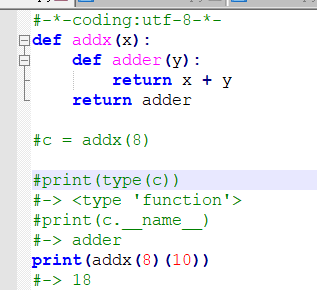 #-*-coding:utf-8-*-
def addx(x):
    def adder(y):
        return x + y
    return adder

#c = addx(8)

#print(type(c))
#-> <type 'function'>
#print(c.__name__)
#-> adder
print(addx(8)(10))
#-> 18